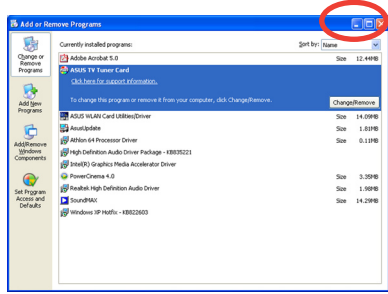 Add or Remove Programs
Change or
Remove
Programs
Currently installed programs:
Sort by: Name
Adobe Acrobat 5.0 Size 12.44MB
ASUS TV Tuner Card
Click here for support information.
To change this program or remove it from your computer, click Change/Remove.
Change/Remove
Add New
Programs
ASUS WLAN Card Utilities/Driver Size 14.09MB
AsusUpdate Size 1.81MB
Athlon 64 Processor Driver Size 0.11MB
High Definition Audio Driver Package - KB835221
Intel(R) Graphics Media Accelerator Driver
PowerCinema 4.0 Size 3.35MB
Realtek High Definition Audio Driver Size 1.98MB
SoundMAX Size 14.29MB
Windows XP Hotfix - KB822603
Add/Remove
Windows
Components
Set Program
Access and
Defaults